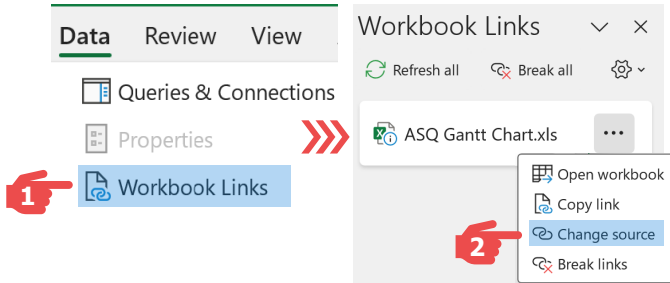 Data Review View
Queries & Connections
Properties
1
Workbook Links
Workbook Links
Refresh all Break all
ASQ Gantt Chart.xls
Open workbook
Copy link
2
Change source
Break links